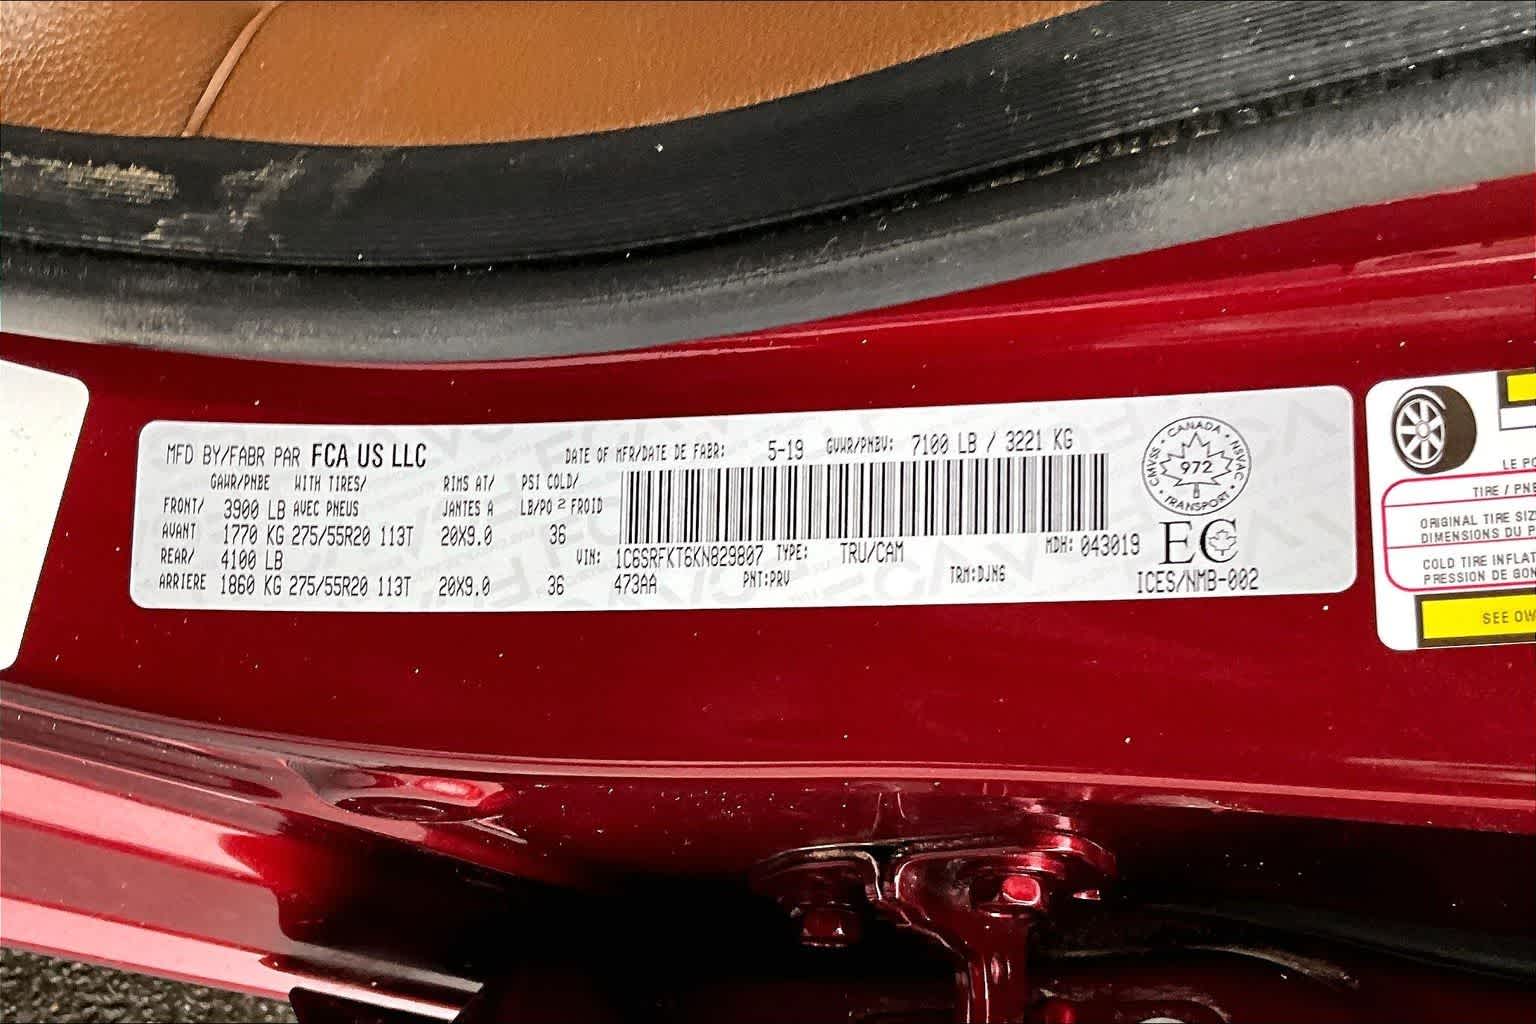 MFD BY/FABR PAR FCA US LLC
DATE OF MFR/DATE DE FABR: 5-19 GVWR/PNBV: 7100 LB / 3221 KG
GAWR/PNBE WITH TIRES/ RIMS AT/ PSI COLD/
FRONT/ 3900 LB AVEC PNEUS JANTES A LB/PO 2 FROID
AVANT 1770 KG 275/55R20 113T 20X9.0 36
REAR/ 4100 LB
ARRIERE 1860 KG 275/55R20 113T 20X9.0 36
VIN: 1C6SRFKT6KN829807 TYPE: TRU/CAM MDH: 043019
473AA PNT:PRV TRM:DJN6
CANADA
CMVSS 972 NSVAC
TRANSPORT
EC
ICES/NMB-002
LE PO
TIRE / PNE
ORIGINAL TIRE SIZ
DIMENSIONS DU P
COLD TIRE INFLAT
PRESSION DE GON
SEE OW